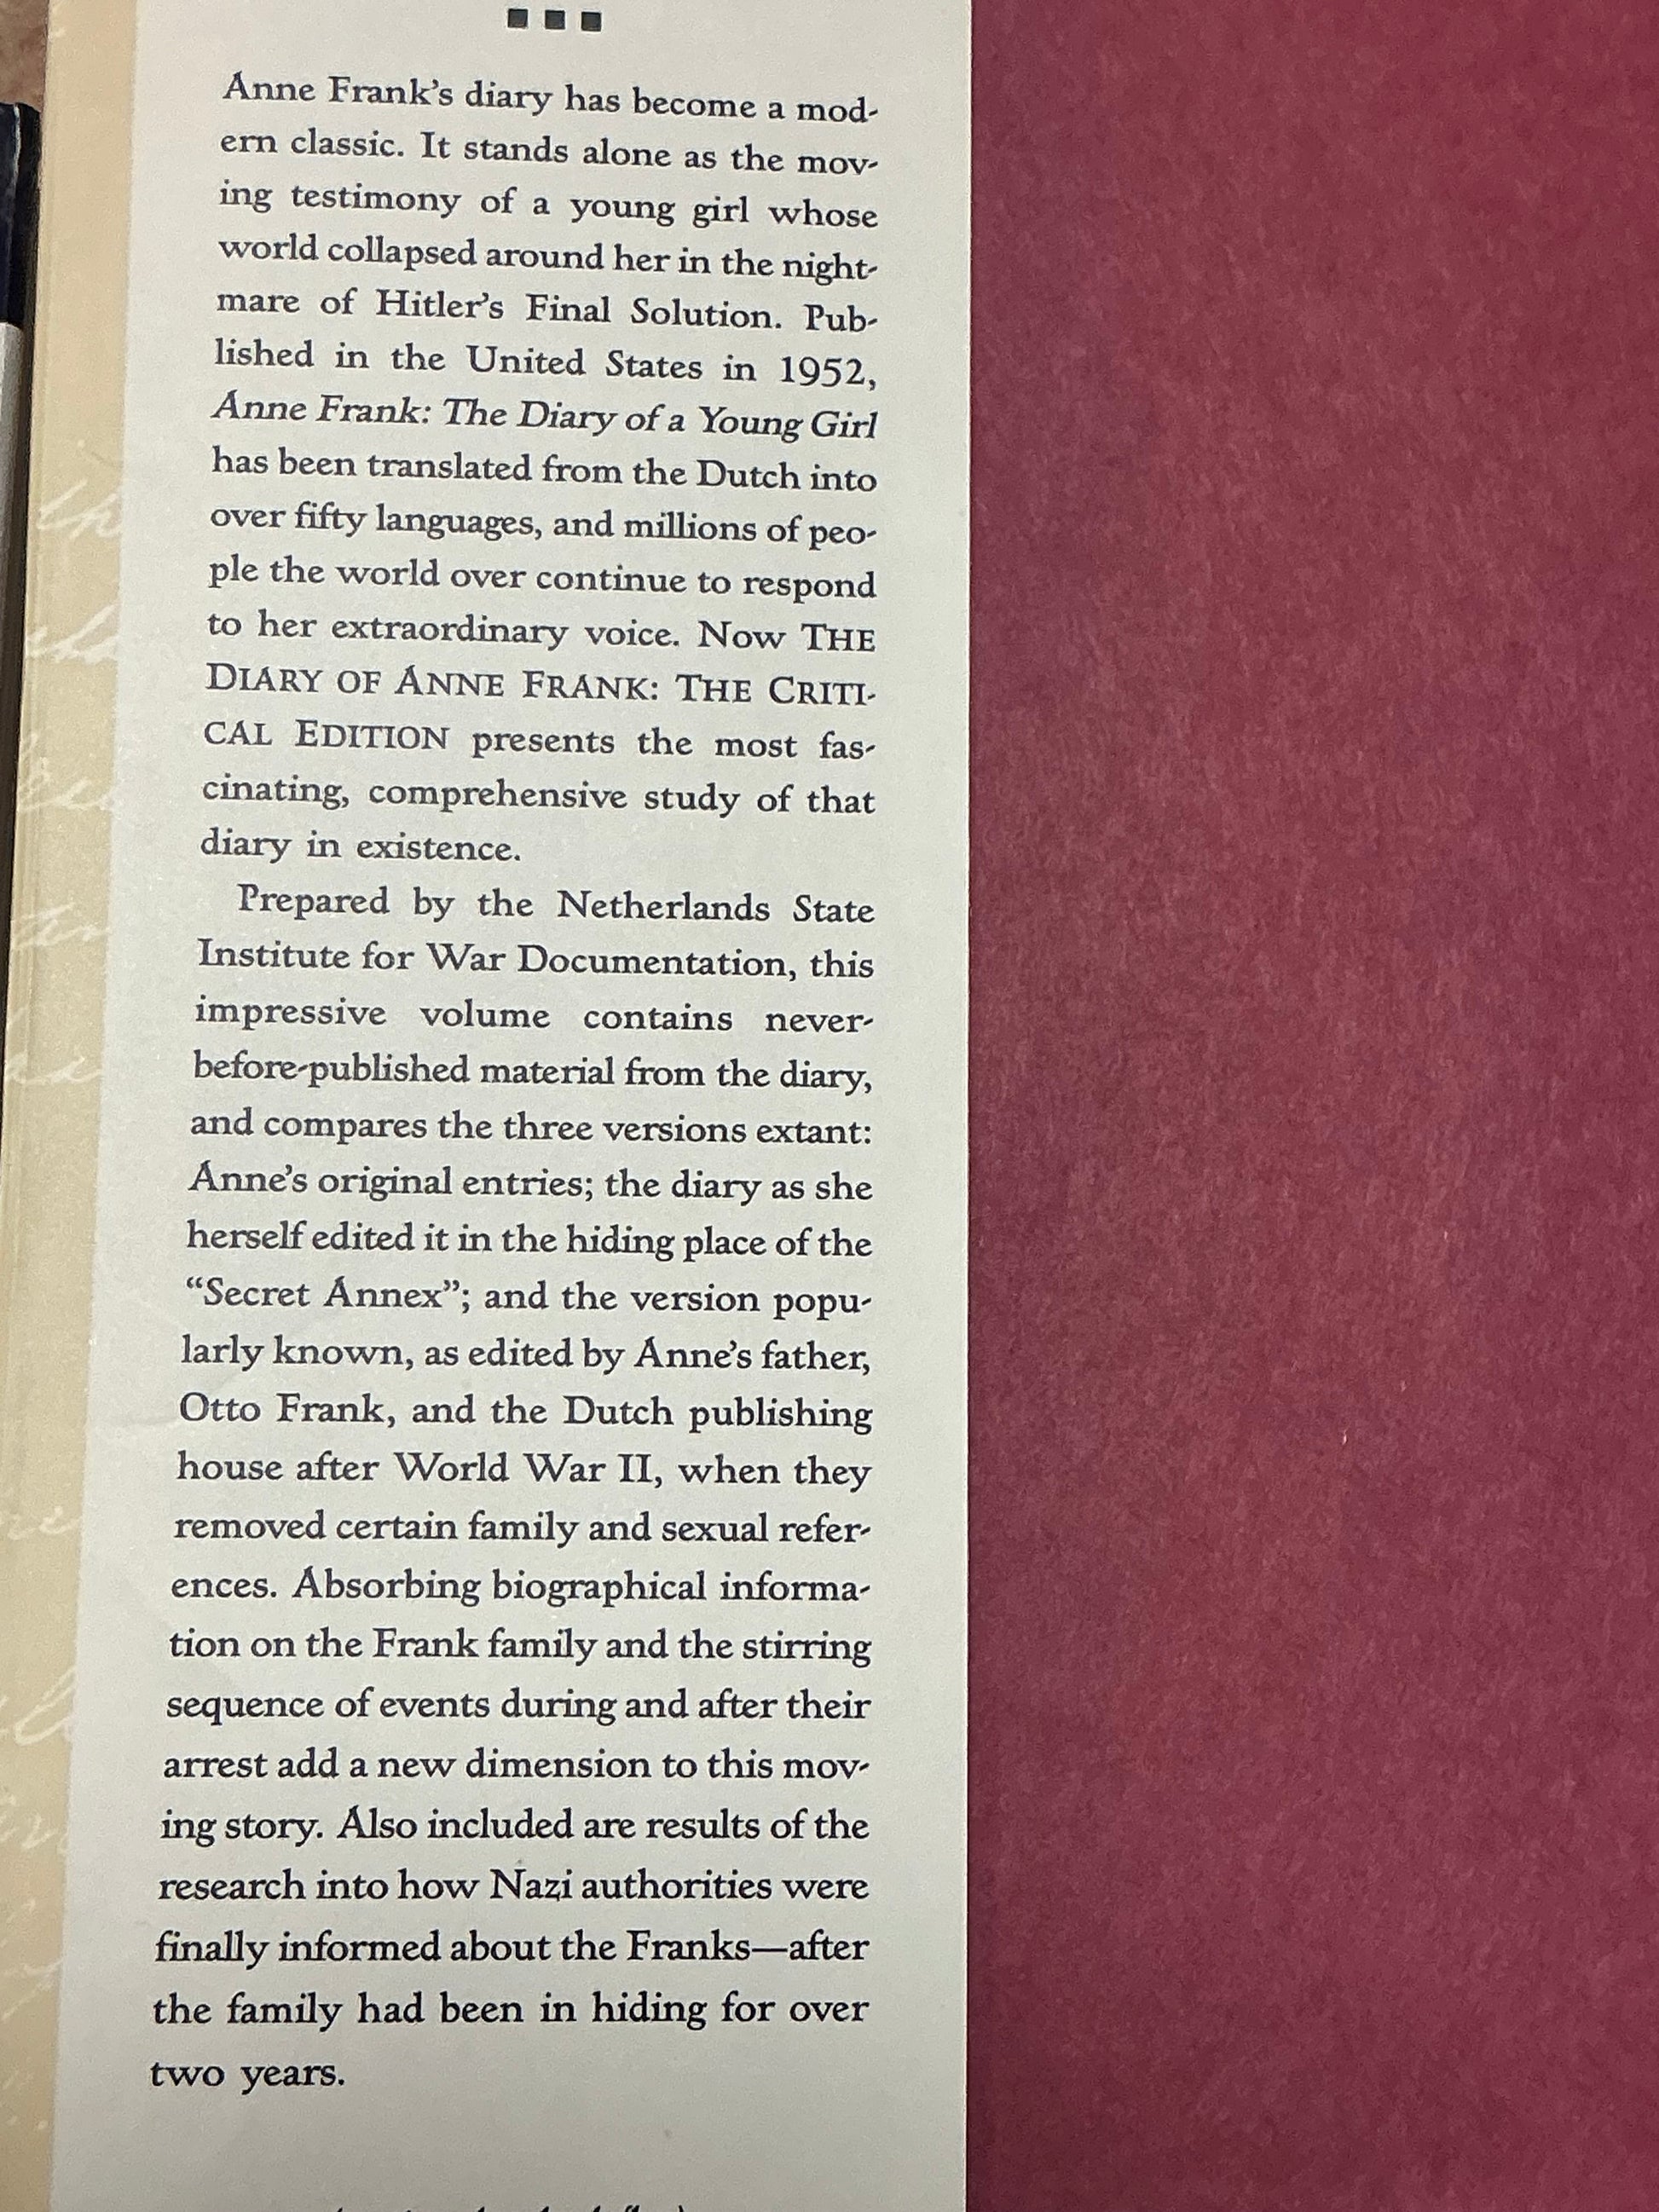 Anne Frank's diary has become a mod-
ern classic. It stands alone as the mov-
ing testimony of a young girl whose
world collapsed around her in the night-
mare of Hitler's Final Solution. Pub-
lished in the United States in 1952,
Anne Frank: The Diary of a Young Girl
has been translated from the Dutch into
over fifty languages, and millions of peo-
ple the world over continue to respond
to her extraordinary voice. Now THE
DIARY OF ANNE FRANK: THE CRITI-
CAL EDITION presents the most fas-
cinating, comprehensive study of that
diary in existence.
Prepared by the Netherlands State
Institute for War Documentation, this
impressive volume contains never-
before-published material from the diary,
and compares the three versions extant:
Anne's original entries; the diary as she
herself edited it in the hiding place of the
“Secret Annex”; and the version popu-
larly known, as edited by Anne's father,
Otto Frank, and the Dutch publishing
house after World War II, when they
removed certain family and sexual refer-
ences. Absorbing biographical informa-
tion on the Frank family and the stirring
sequence of events during and after their
arrest add a new dimension to this mov-
ing story. Also included are results of the
research into how Nazi authorities were
finally informed about the Franks—after
the family had been in hiding for over
two years.